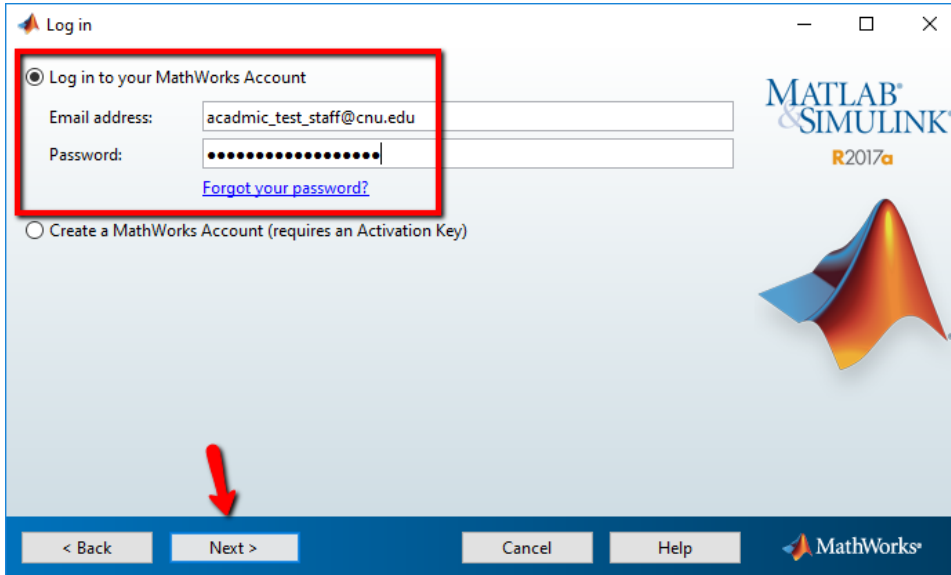 Log in
Log in to your MathWorks Account
Email address: acadmic_test_staff@cnu.edu
Password: ●●●●●●●●●●●●●●●●●●
Forgot your password?
Create a MathWorks Account (requires an Activation Key)
MATLAB®
&SIMULINK®
R2017a
< Back Next > Cancel Help MathWorks®